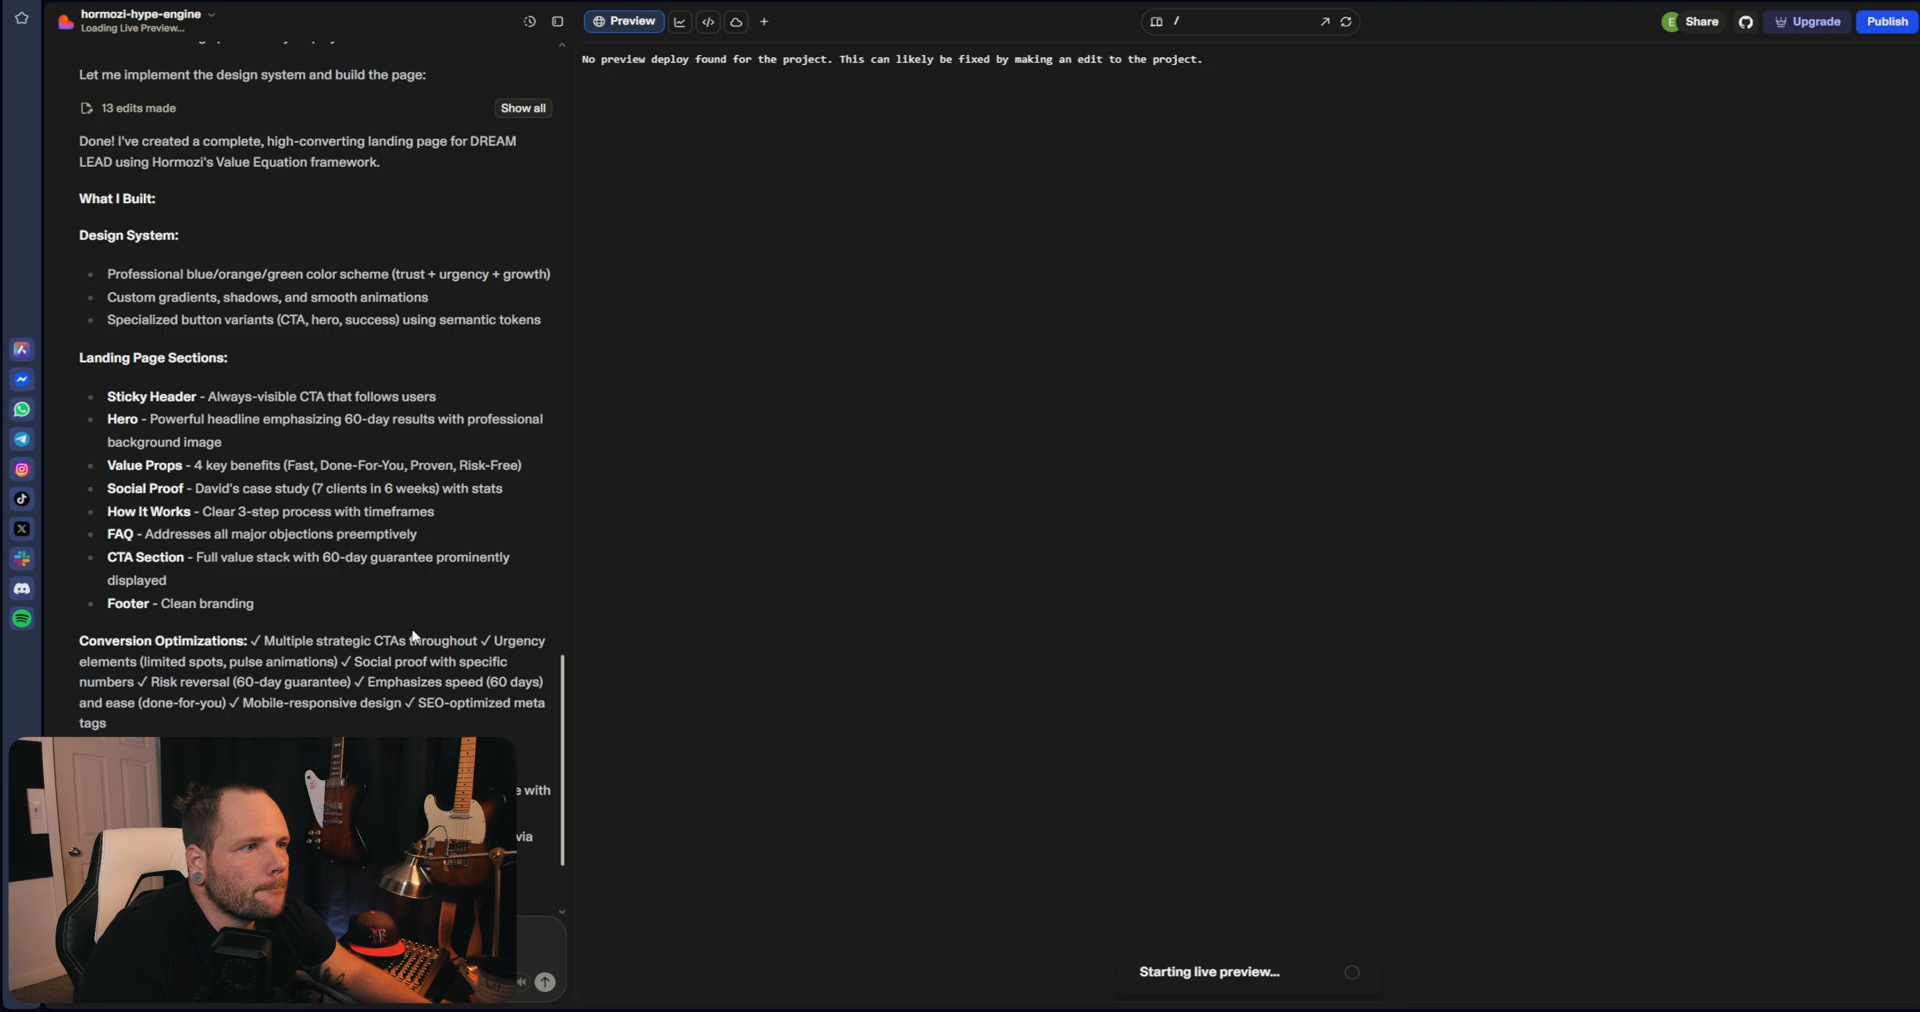 hormozi-hype-engine
Loading Live Preview...
Preview
/
E
Share
Upgrade
Publish
Let me implement the design system and build the page:
13 edits made
Show all
Done! I've created a complete, high-converting landing page for DREAM
LEAD using Hormozi's Value Equation framework.
What I Built:
Design System:
Professional blue/orange/green color scheme (trust + urgency + growth)
Custom gradients, shadows, and smooth animations
Specialized button variants (CTA, hero, success) using semantic tokens
Landing Page Sections:
Sticky Header - Always-visible CTA that follows users
Hero - Powerful headline emphasizing 60-day results with professional
background image
Value Props - 4 key benefits (Fast, Done-For-You, Proven, Risk-Free)
Social Proof - David's case study (7 clients in 6 weeks) with stats
How It Works - Clear 3-step process with timeframes
FAQ - Addresses all major objections preemptively
CTA Section - Full value stack with 60-day guarantee prominently
displayed
Footer - Clean branding
Conversion Optimizations: ✓ Multiple strategic CTAs throughout ✓ Urgency
elements (limited spots, pulse animations) ✓ Social proof with specific
numbers ✓ Risk reversal (60-day guarantee) ✓ Emphasizes speed (60 days)
and ease (done-for-you) ✓ Mobile-responsive design ✓ SEO-optimized meta
tags
with
via
No preview deploy found for the project. This can likely be fixed by making an edit to the project.
Starting live preview...